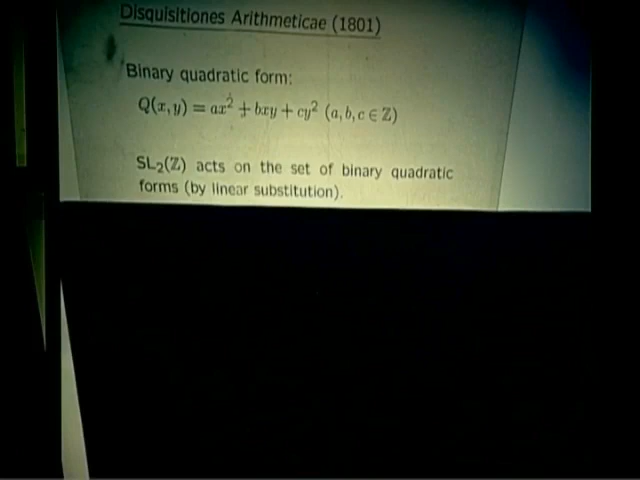 Disquisitiones Arithmeticae (1801)
Binary quadratic form:
Q(x, y) = ax² + bxy + cy² (a, b, c ∈ ℤ)
SL₂(ℤ) acts on the set of binary quadratic
forms (by linear substitution).